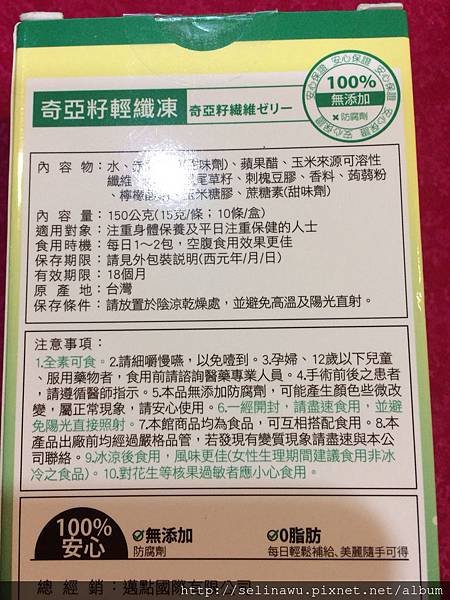 奇亞籽輕纖凍 奇亞籽繊維ゼリー
安心保證 安心保證 安心保證 安心保證
100%
無添加
×防腐劑
內容物：水、赤 (甜味劑)、蘋果醋、玉米來源可溶性
纖維 鼠尾草籽、刺槐豆膠、香料、蒟蒻粉
、檸檬 玉米糖膠、蔗糖素(甜味劑)
內容量：150公克(15克/條；10條/盒)
適用對象：注重身體保養及平日注重保健的人士
食用時機：每日1～2包，空腹食用效果更佳
保存期限：請見外包裝說明(西元年/月/日)
有效期限：18個月
原產地：台灣
保存條件：請放置於陰涼乾燥處，並避免高溫及陽光直射。
注意事項：
1.全素可食。2.請細嚼慢嚥，以免噎到。3.孕婦、12歲以下兒童
、服用藥物者，食用前請諮詢醫藥專業人員。4.手術前後之患者
，請遵循醫師指示。5.本品無添加防腐劑，可能產生顏色些微改
變，屬正常現象，請安心使用。6.一經開封，請盡速食用，並避
免陽光直接照射。7.本館商品均為食品，可互相搭配食用。8.本
產品出廠前均經過嚴格品管，若發現有變質現象請盡速與本公
司聯絡。9.冰涼後食用，風味更佳(女性生理期間建議食用非冰
冷之食品)。10.對花生等核果過敏者應小心食用。
100%
安心
無添加
防腐劑
0脂肪
每日輕鬆補給、美麗隨手可得
總經銷：邁點國際有限公司
http://selinawu.pixnet.net/album